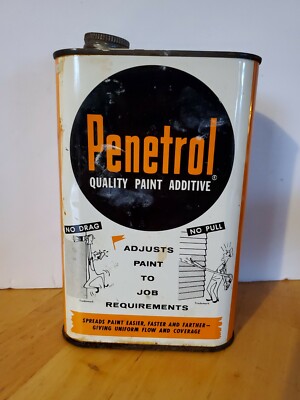 Penetrol
QUALITY PAINT ADDITIVE®
NO DRAG
NO PULL
ADJUSTS
PAINT
TO
JOB
REQUIREMENTS
SPREADS PAINT EASIER, FASTER AND FARTHER—
GIVING UNIFORM FLOW AND COVERAGE